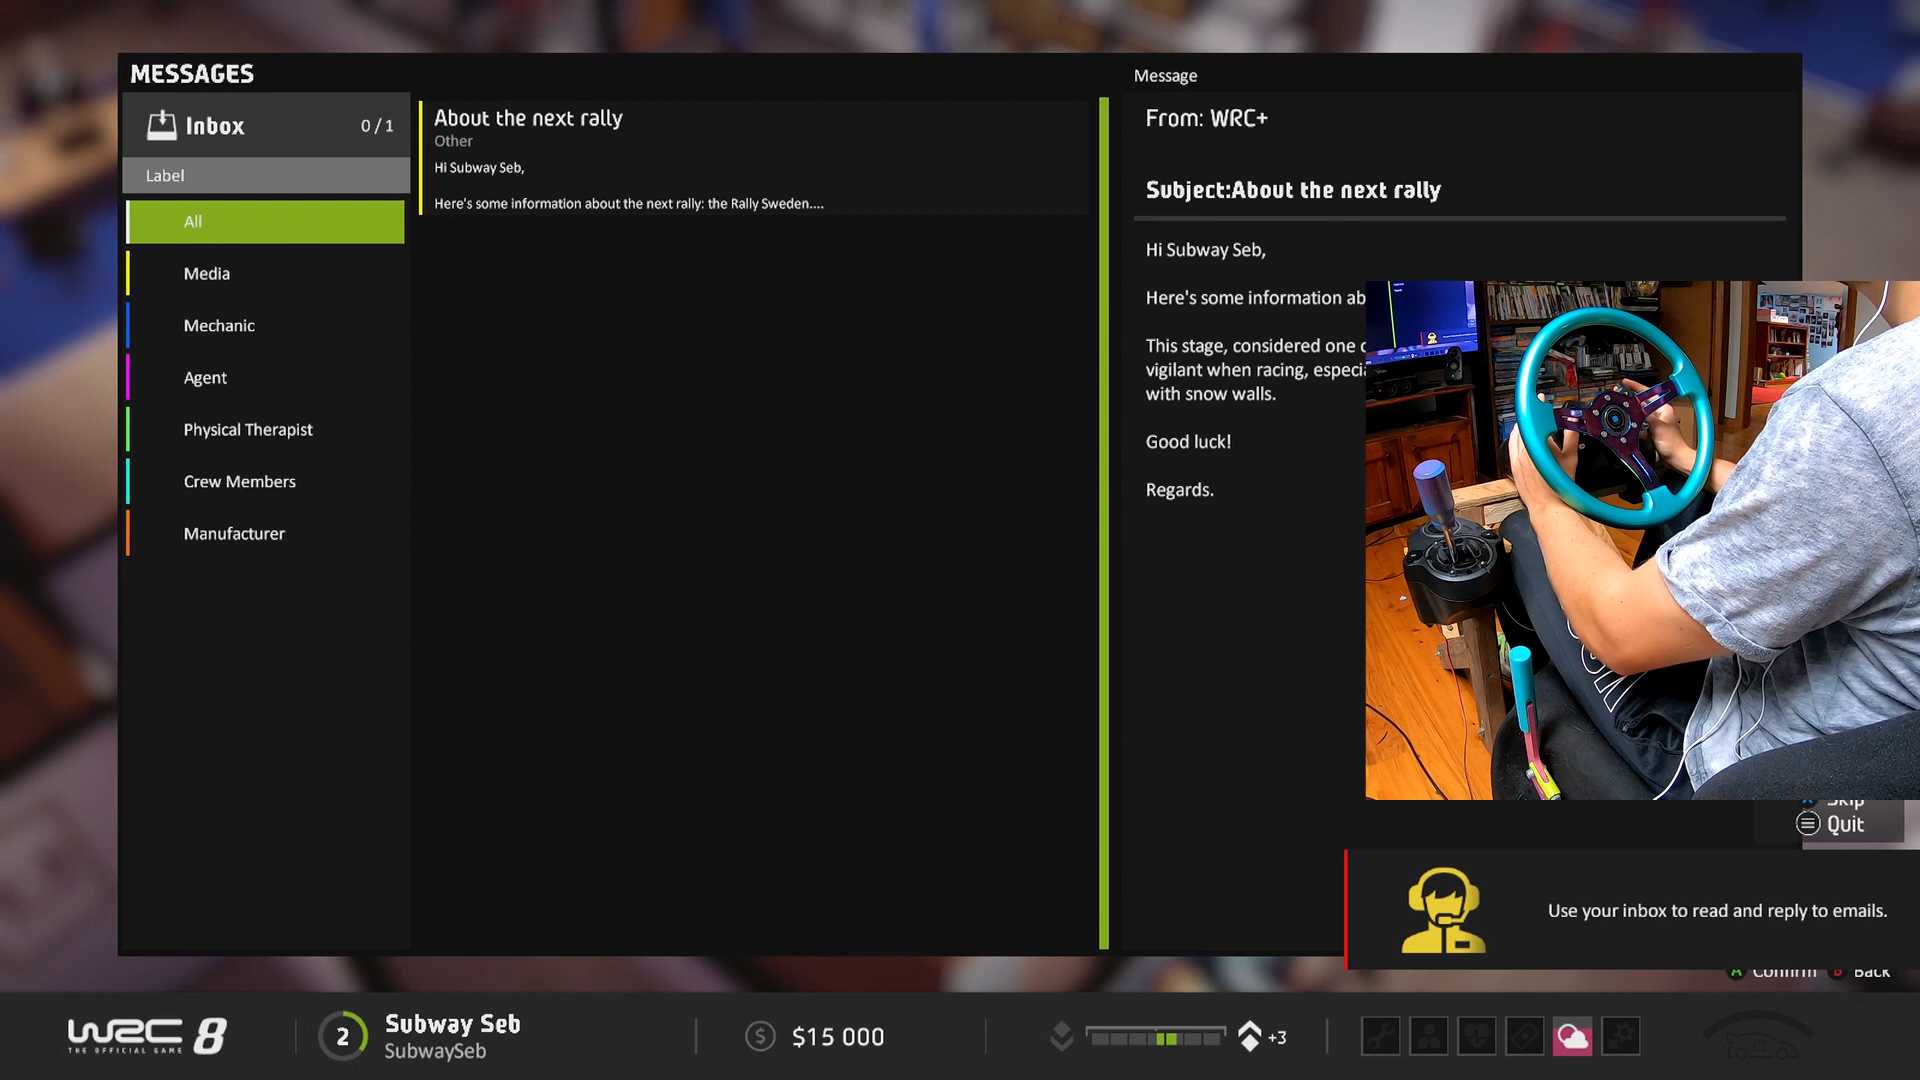 MESSAGES
Inbox
0 / 1
Label
All
Media
Mechanic
Agent
Physical Therapist
Crew Members
Manufacturer
About the next rally
Other
Hi Subway Seb,
Here's some information about the next rally: the Rally Sweden....
Message
From: WRC+
Subject:About the next rally
Hi Subway Seb,
Here's some information ab
This stage, considered one
vigilant when racing, especia
with snow walls.
Good luck!
Regards.
Skip
Quit
Use your inbox to read and reply to emails.
A Confirm B Back
WRC 8
THE OFFICIAL GAME
2
Subway Seb
SubwaySeb
$
$15 000
+3